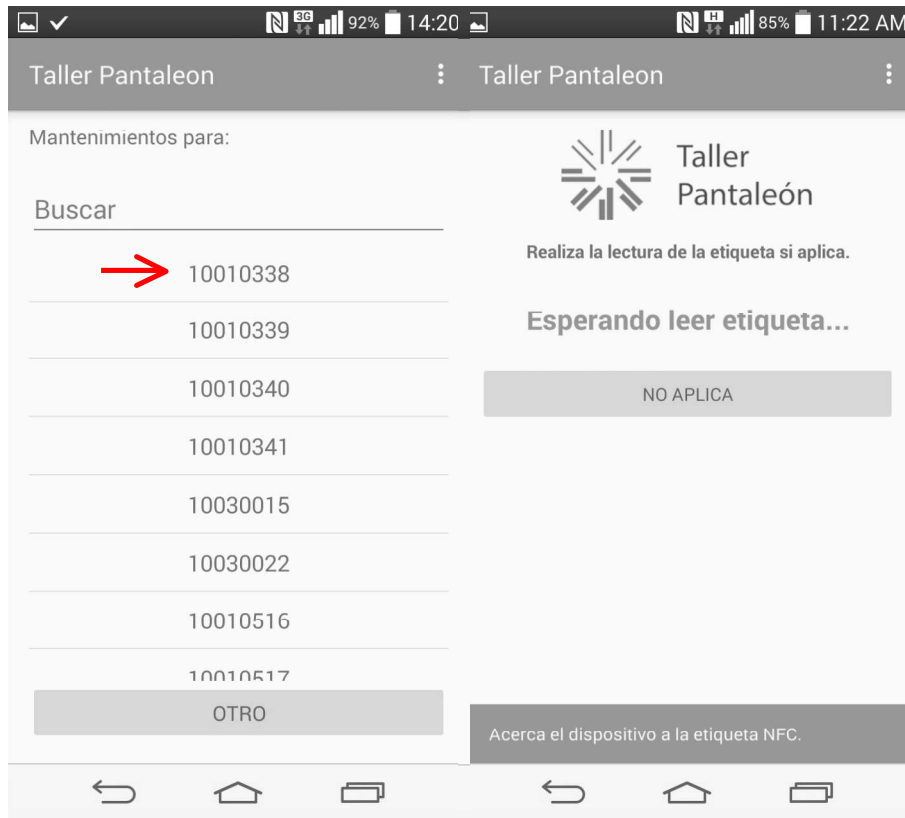 3G 92% 14:20
Taller Pantaleon
Mantenimientos para:
Buscar
10010338
10010339
10010340
10010341
10030015
10030022
10010516
10010517
OTRO
H 85% 11:22 AM
Taller Pantaleon
Taller
Pantaleón
Realiza la lectura de la etiqueta si aplica.
Esperando leer etiqueta...
NO APLICA
Acerca el dispositivo a la etiqueta NFC.